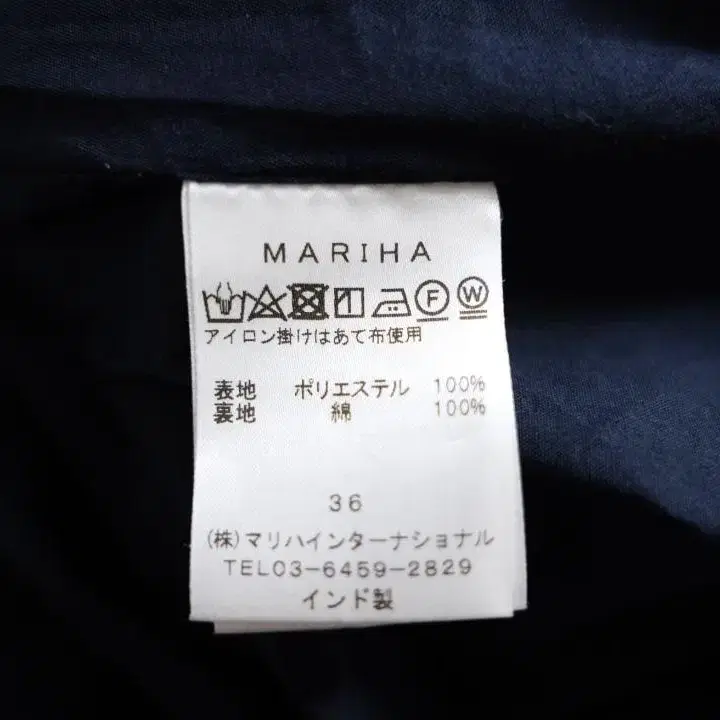 MARIHA
F W
アイロン掛けはあて布使用
表地 ポリエステル 100%
裏地 綿 100%
36
(株)マリハインターナショナル
TEL03-6459-2829
インド製